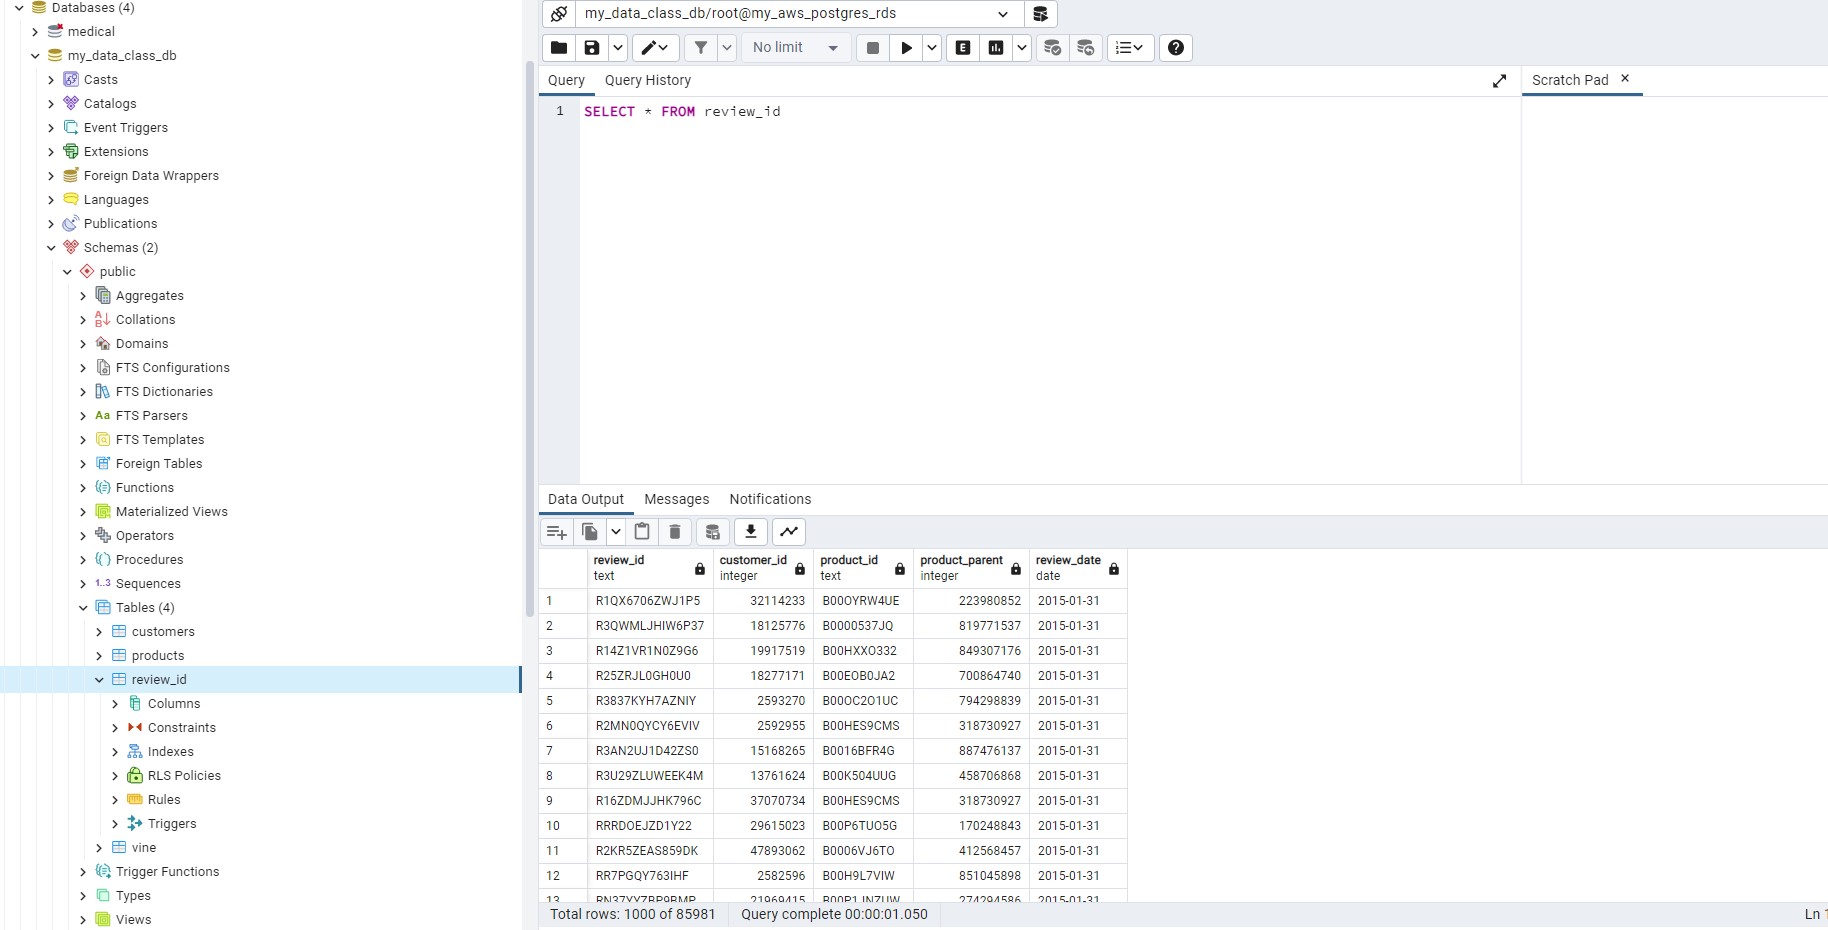 Databases (4)
medical
my_data_class_db
Casts
Catalogs
Event Triggers
Extensions
Foreign Data Wrappers
Languages
Publications
Schemas (2)
public
Aggregates
Collations
Domains
FTS Configurations
FTS Dictionaries
Aa FTS Parsers
FTS Templates
Foreign Tables
Functions
Materialized Views
Operators
Procedures
1..3 Sequences
Tables (4)
customers
products
review_id
Columns
Constraints
Indexes
RLS Policies
Rules
Triggers
vine
Trigger Functions
Types
Views
my_data_class_db/root@my_aws_postgres_rds
No limit
E
Query Query History
Scratch Pad
1 SELECT * FROM review_id
Data Output Messages Notifications
review_id customer_id product_id product_parent review_date
text integer text integer date
1 R1QX6706ZWJ1P5 32114233 B00OYRW4UE 223980852 2015-01-31
2 R3QWMLJHIW6P37 18125776 B0000537JQ 819771537 2015-01-31
3 R14Z1VR1N0Z9G6 19917519 B00HXXO332 849307176 2015-01-31
4 R25ZRJL0GH0U0 18277171 B00EOB0JA2 700864740 2015-01-31
5 R3837KYH7AZNIY 2593270 B00OC2O1UC 794298839 2015-01-31
6 R2MN0QYCY6EVIV 2592955 B00HES9CMS 318730927 2015-01-31
7 R3AN2UJ1D42ZS0 15168265 B0016BFR4G 887476137 2015-01-31
8 R3U29ZLUWEEK4M 13761624 B00K504UUG 458706868 2015-01-31
9 R16ZDMJJHK796C 37070734 B00HES9CMS 318730927 2015-01-31
10 RRRDOEJZD1Y22 29615023 B00P6TUO5G 170248843 2015-01-31
11 R2KR5ZEAS859DK 47893062 B0006VJ6TO 412568457 2015-01-31
12 RR7PGQY763IHF 2582596 B00H9L7VIW 851045898 2015-01-31
13 21969415 274294586 2015-01-31
Total rows: 1000 of 85981 Query complete 00:00:01.050
Ln 1